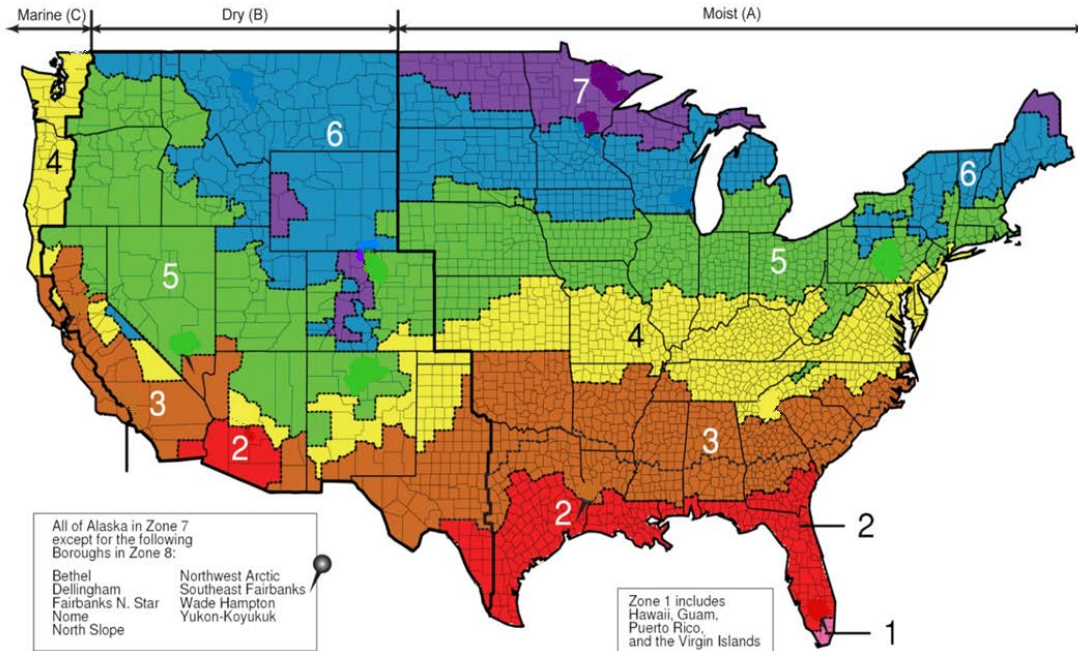 Marine (C)
Dry (B)
Moist (A)
7
6
6
4
5
5
4
3
3
2
2
2
1
All of Alaska in Zone 7
except for the following
Boroughs in Zone 8:
Bethel
Dellingham
Fairbanks N. Star
Nome
North Slope
Northwest Arctic
Southeast Fairbanks
Wade Hampton
Yukon-Koyukuk
Zone 1 includes
Hawaii, Guam,
Puerto Rico,
and the Virgin Islands